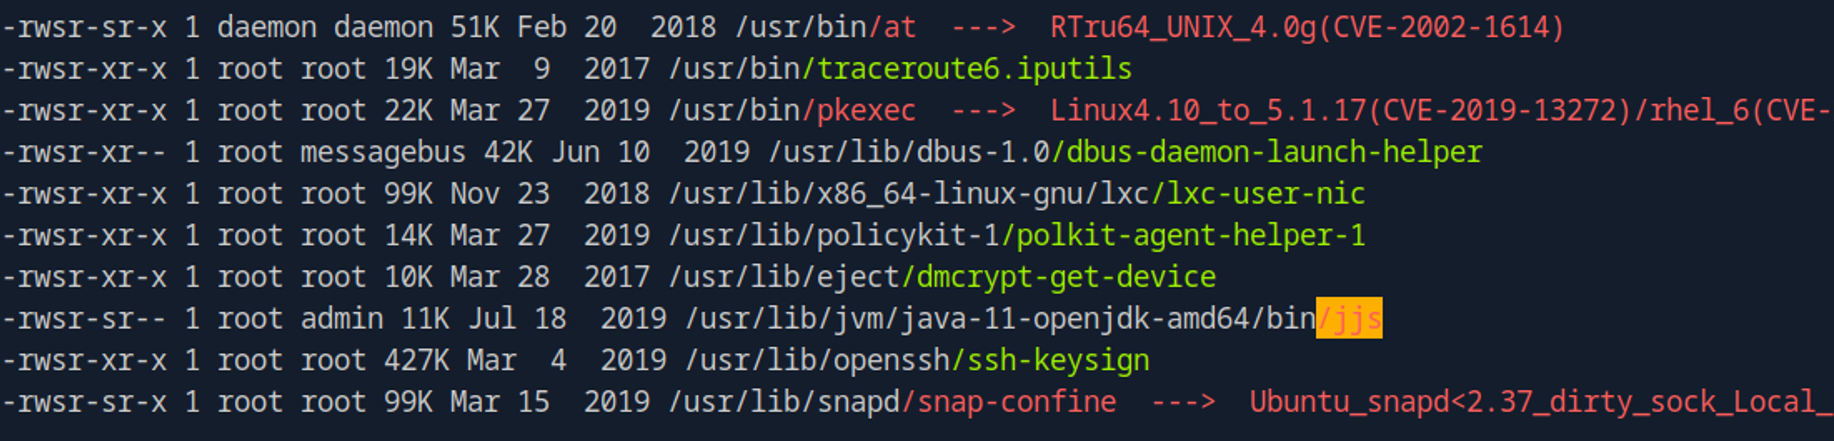 -rwsr-sr-x 1 daemon daemon 51K Feb 20  2018 /usr/bin/at  --->  RTru64_UNIX_4.0g(CVE-2002-1614)
-rwsr-xr-x 1 root root 19K Mar  9  2017 /usr/bin/traceroute6.iputils
-rwsr-xr-x 1 root root 22K Mar 27  2019 /usr/bin/pkexec  --->  Linux4.10_to_5.1.17(CVE-2019-13272)/rhel_6(CVE-
-rwsr-xr-- 1 root messagebus 42K Jun 10  2019 /usr/lib/dbus-1.0/dbus-daemon-launch-helper
-rwsr-xr-x 1 root root 99K Nov 23  2018 /usr/lib/x86_64-linux-gnu/lxc/lxc-user-nic
-rwsr-xr-x 1 root root 14K Mar 27  2019 /usr/lib/policykit-1/polkit-agent-helper-1
-rwsr-xr-x 1 root root 10K Mar 28  2017 /usr/lib/eject/dmcrypt-get-device
-rwsr-sr-- 1 root admin 11K Jul 18  2019 /usr/lib/jvm/java-11-openjdk-amd64/bin/jjs
-rwsr-xr-x 1 root root 427K Mar  4  2019 /usr/lib/openssh/ssh-keysign
-rwsr-sr-x 1 root root 99K Mar 15  2019 /usr/lib/snapd/snap-confine  --->  Ubuntu_snapd<2.37_dirty_sock_Local_